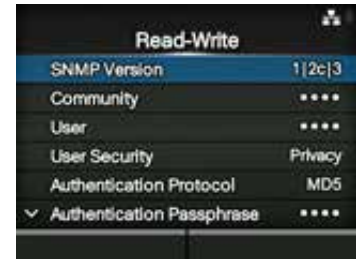 Read-Write
SNMP Version 1|2c|3
Community ••••
User ••••
User Security Privacy
Authentication Protocol MD5
Authentication Passphrase ••••